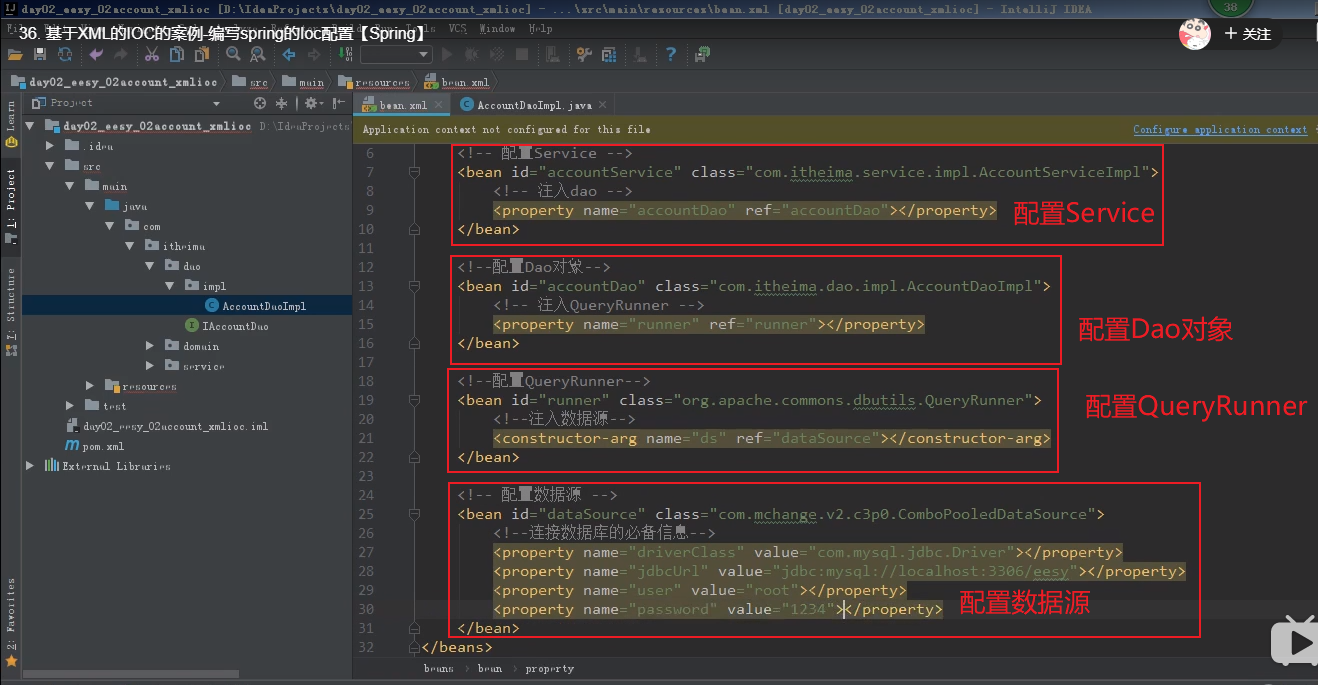 day02_eesy_02account_xmlioc [D:\IdeaProjects\day02_eesy_02account_xmlioc] - ...\src\main\resources\bean.xml [day02_eesy_02account_xmlioc] - IntelliJ IDEA
38
VCS Window Help
36. 基于XML的IOC的案例-编写spring的Ioc配置【Spring】
+ 关注
day02_eesy_02account_xmlioc src main resources bean.xml
Learn
1: Project
7: Structure
2: Favorites
Project
day02_eesy_02account_xmlioc D:\IdeaProjects
.idea
src
main
java
com
itheima
dao
impl
AccountDaoImpl
IAccountDao
domain
service
resources
test
day02_eesy_02account_xmlioc.iml
pom.xml
External Libraries
bean.xml AccountDaoImpl.java
Application context not configured for this file Configure application context
6 <!-- 配置Service -->
7 <bean id="accountService" class="com.itheima.service.impl.AccountServiceImpl">
8 <!-- 注入dao -->
9 <property name="accountDao" ref="accountDao"></property>
配置Service
10 </bean>
11
12 <!--配置Dao对象-->
13 <bean id="accountDao" class="com.itheima.dao.impl.AccountDaoImpl">
14 <!-- 注入QueryRunner -->
15 <property name="runner" ref="runner"></property>
配置Dao对象
16 </bean>
17
18 <!--配置QueryRunner-->
19 <bean id="runner" class="org.apache.commons.dbutils.QueryRunner">
配置QueryRunner
20 <!--注入数据源-->
21 <constructor-arg name="ds" ref="dataSource"></constructor-arg>
22 </bean>
23
24 <!-- 配置数据源 -->
25 <bean id="dataSource" class="com.mchange.v2.c3p0.ComboPooledDataSource">
26 <!--连接数据库的必备信息-->
27 <property name="driverClass" value="com.mysql.jdbc.Driver"></property>
28 <property name="jdbcUrl" value="jdbc:mysql://localhost:3306/eesy"></property>
29 <property name="user" value="root"></property>
30 <property name="password" value="1234"></property>
配置数据源
31 </bean>
32 </beans>
beans bean property